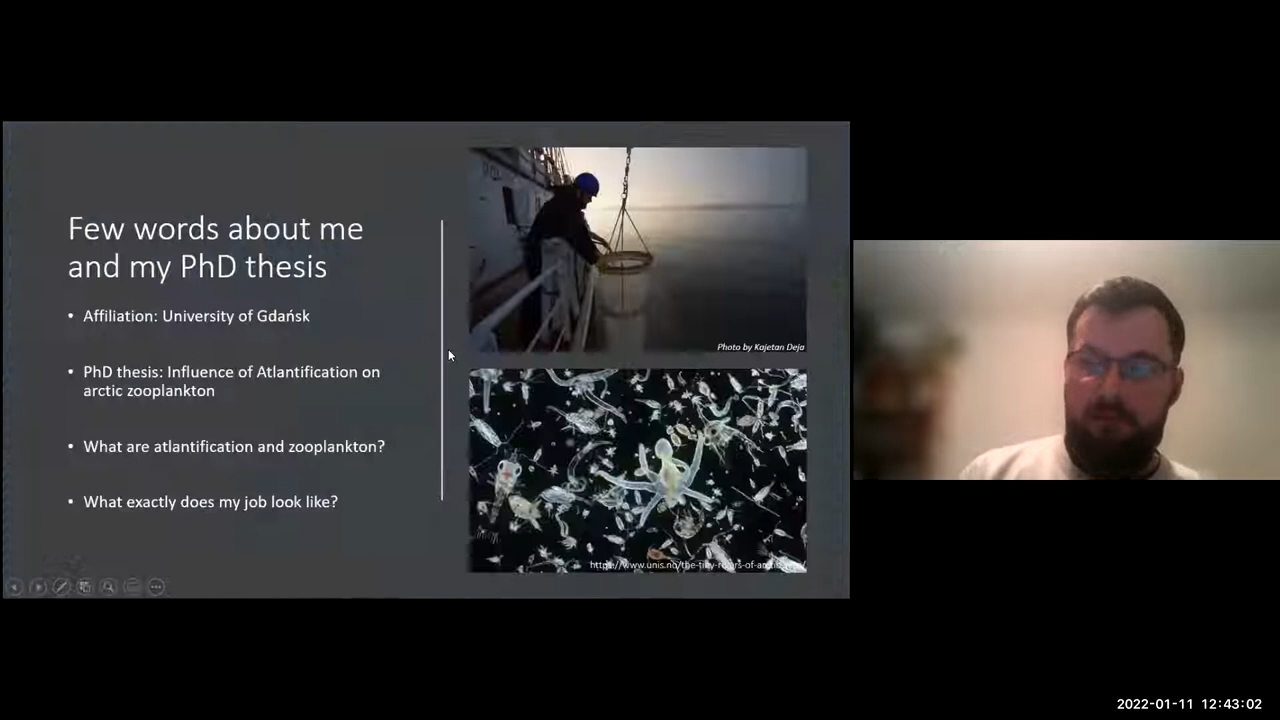 Few words about me
and my PhD thesis
• Affiliation: University of Gdańsk
• PhD thesis: Influence of Atlantification on
arctic zooplankton
• What are atlantification and zooplankton?
• What exactly does my job look like?
Photo by Kajetan Deja
2022-01-11 12:43:02